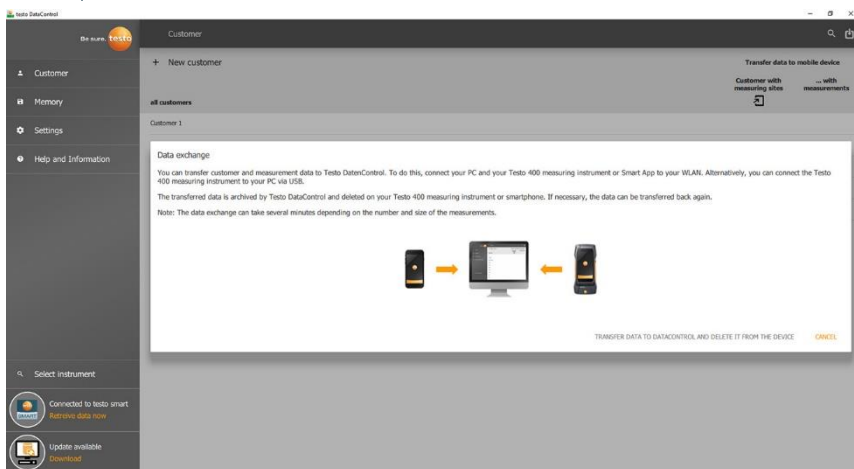 testo DataControl
Be sure. testo
Customer
Customer
Memory
Settings
Help and Information
+ New customer
Transfer data to mobile device
Customer with
measuring sites
... with
measurements
all customers
Customer 1
Data exchange
You can transfer customer and measurement data to Testo DatenControl. To do this, connect your PC and your Testo 400 measuring instrument or Smart App to your WLAN. Alternatively, you can connect the Testo
400 measuring instrument to your PC via USB.
The transferred data is archived by Testo DataControl and deleted on your Testo 400 measuring instrument or smartphone. If necessary, the data can be transferred back again.
Note: The data exchange can take several minutes depending on the number and size of the measurements.
TRANSFER DATA TO DATACONTROL AND DELETE IT FROM THE DEVICE
CANCEL
Select instrument
SMART
Connected to testo smart
Retreive data now
Update available
Download